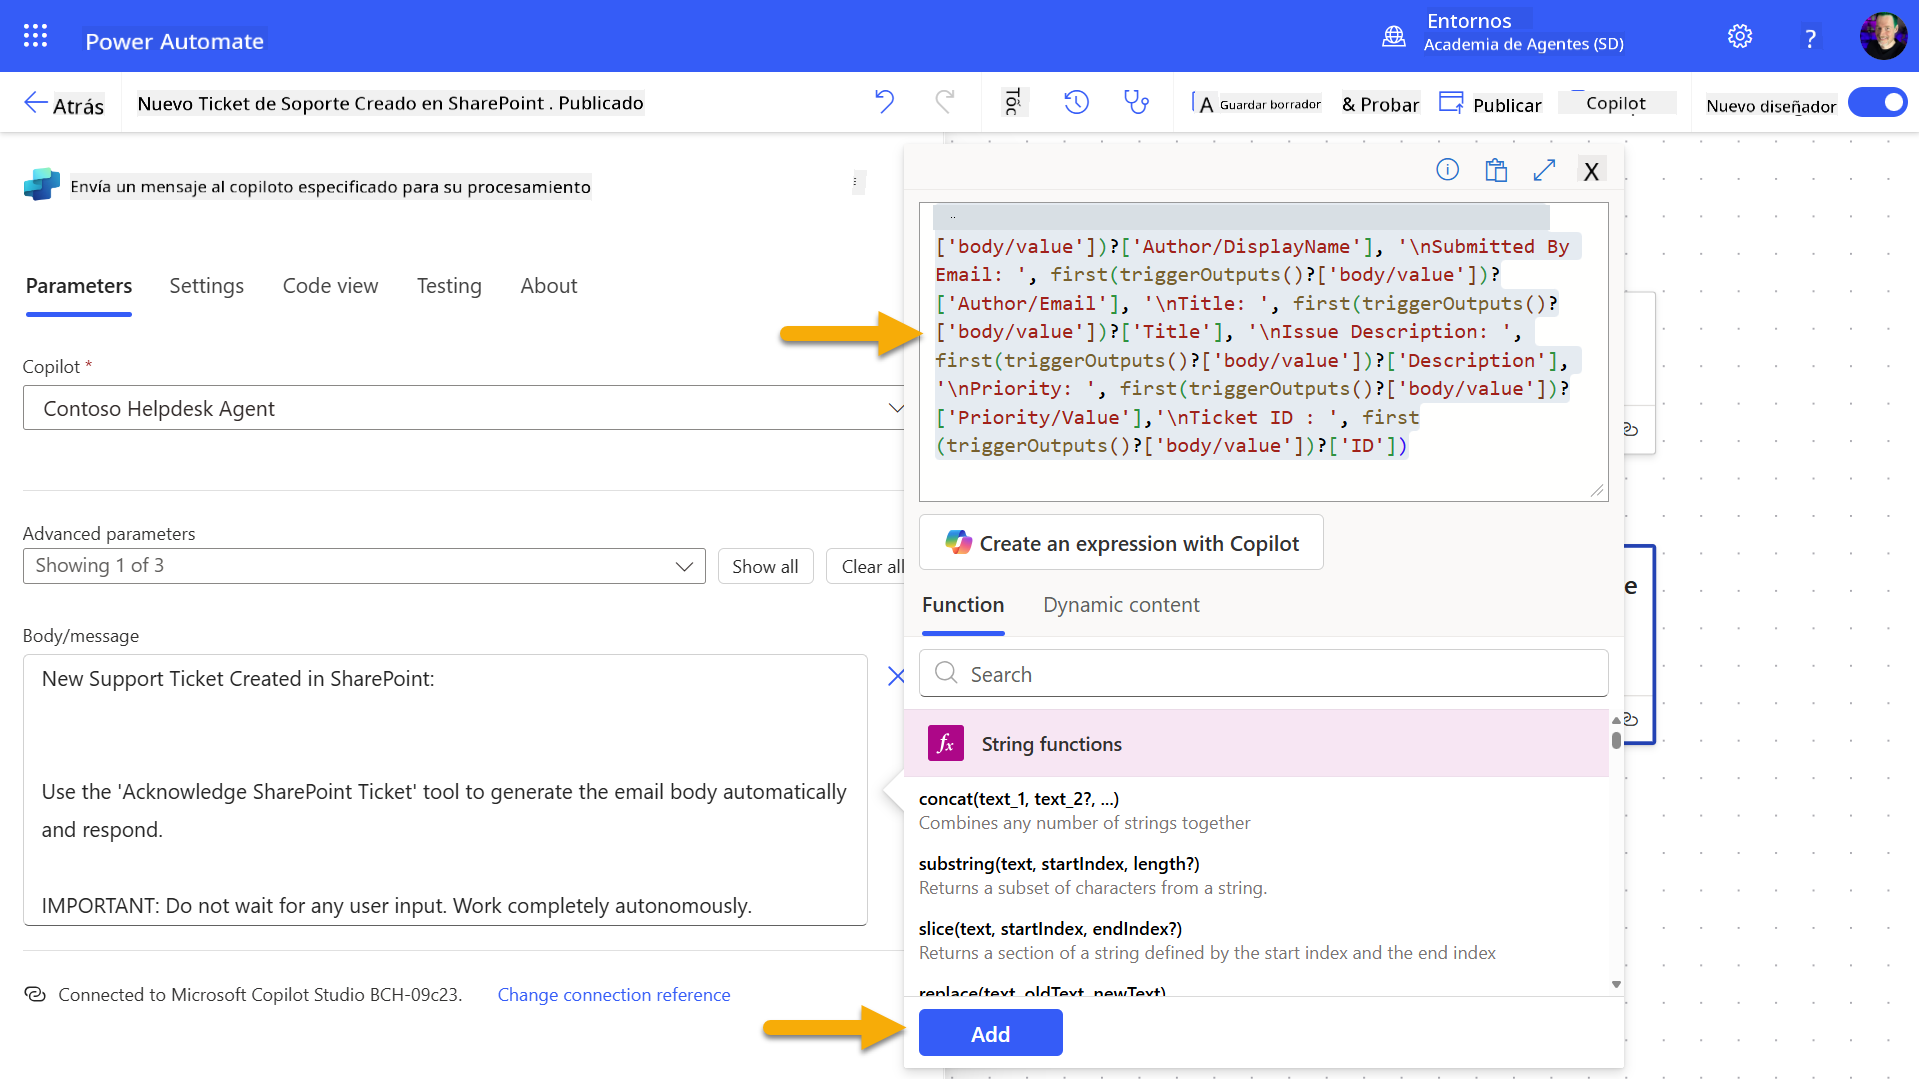 Power Automate
Entornos
Academia de Agentes (SD)
?
Atrás
Nuevo Ticket de Soporte Creado en SharePoint . Publicado
A Guardar borrador
& Probar
Publicar
Copilot
Nuevo diseñador
Envía un mensaje al copiloto especificado para su procesamiento
Parameters
Settings
Code view
Testing
About
Copilot *
Contoso Helpdesk Agent
Advanced parameters
Showing 1 of 3
Show all
Clear all
Body/message
New Support Ticket Created in SharePoint:
Use the 'Acknowledge SharePoint Ticket' tool to generate the email body automatically
and respond.
IMPORTANT: Do not wait for any user input. Work completely autonomously.
Connected to Microsoft Copilot Studio BCH-09c23.
Change connection reference
X
['body/value'])?['Author/DisplayName'], '\nSubmitted By
Email: ', first(triggerOutputs()?['body/value'])?
['Author/Email'], '\nTitle: ', first(triggerOutputs()?
['body/value'])?['Title'], '\nIssue Description: ',
first(triggerOutputs()?['body/value'])?['Description'],
'\nPriority: ', first(triggerOutputs()?['body/value'])?
['Priority/Value'],'\nTicket ID : ', first
(triggerOutputs()?['body/value'])?['ID'])
Create an expression with Copilot
Function
Dynamic content
Search
fx
String functions
concat(text_1, text_2?, ...)
Combines any number of strings together
substring(text, startIndex, length?)
Returns a subset of characters from a string.
slice(text, startIndex, endIndex?)
Returns a section of a string defined by the start index and the end index
replace(text, oldText, newText)
Add
e